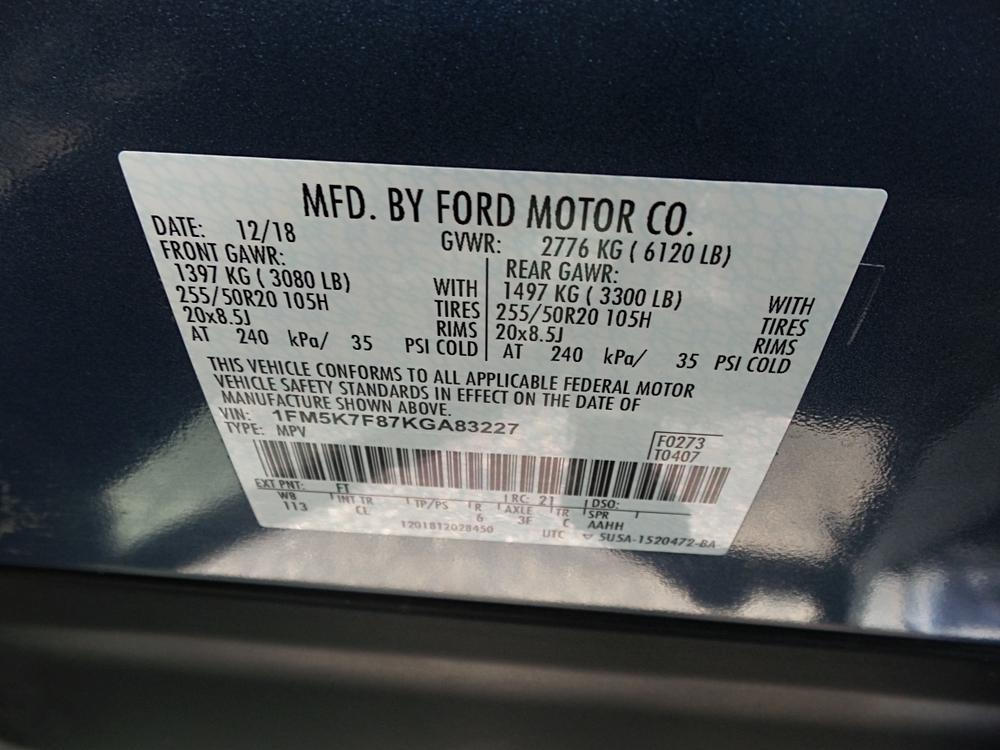 MFD. BY FORD MOTOR CO.
DATE: 12/18 GVWR: 2776 KG ( 6120 LB)
FRONT GAWR: REAR GAWR:
1397 KG ( 3080 LB) WITH 1497 KG ( 3300 LB) WITH
255/50R20 105H TIRES 255/50R20 105H TIRES
20x8.5J RIMS 20x8.5J RIMS
AT 240 kPa/ 35 PSI COLD AT 240 kPa/ 35 PSI COLD
THIS VEHICLE CONFORMS TO ALL APPLICABLE FEDERAL MOTOR
VEHICLE SAFETY STANDARDS IN EFFECT ON THE DATE OF
MANUFACTURE SHOWN ABOVE.
VIN: 1FM5K7F87KGA83227
TYPE: MPV
F0273
T0407
EXT PNT: FT RC: 21 DSO:
WB INT TR TP/PS R AXLE TR SPR
113 CL 6 3F C AAHH
1201812028450 UTC ▽ 5U5A-1520472-BA